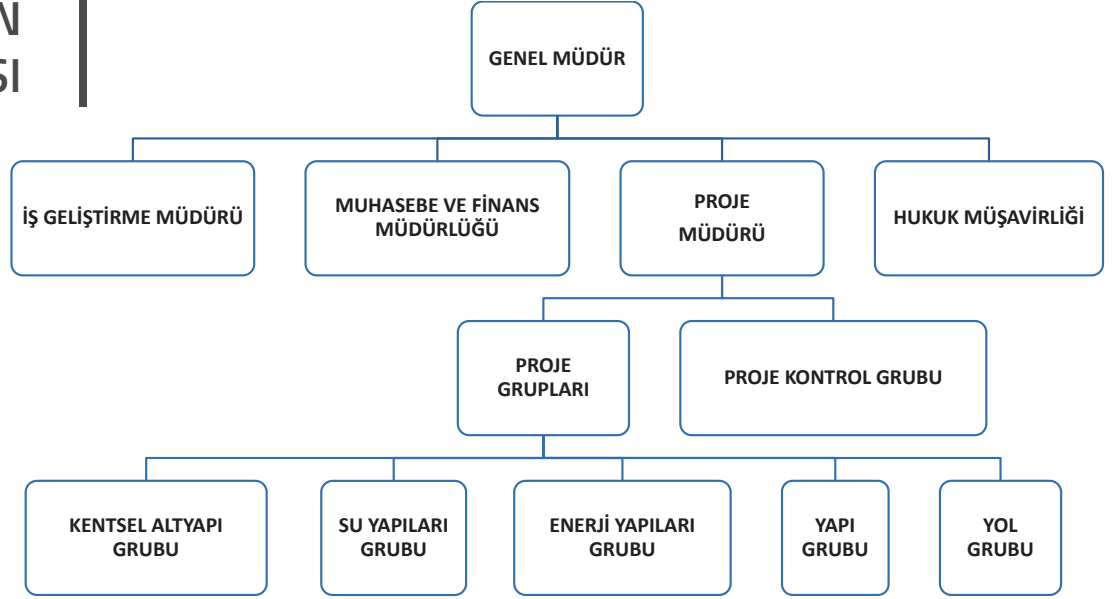 N
SI
GENEL MÜDÜR
İŞ GELİŞTİRME MÜDÜRÜ
MUHASEBE VE FİNANS
MÜDÜRLÜĞÜ
PROJE
MÜDÜRÜ
HUKUK MÜŞAVİRLİĞİ
PROJE
GRUPLARI
PROJE KONTROL GRUBU
KENTSEL ALTYAPI
GRUBU
SU YAPILARI
GRUBU
ENERJİ YAPILARI
GRUBU
YAPI
GRUBU
YOL
GRUBU